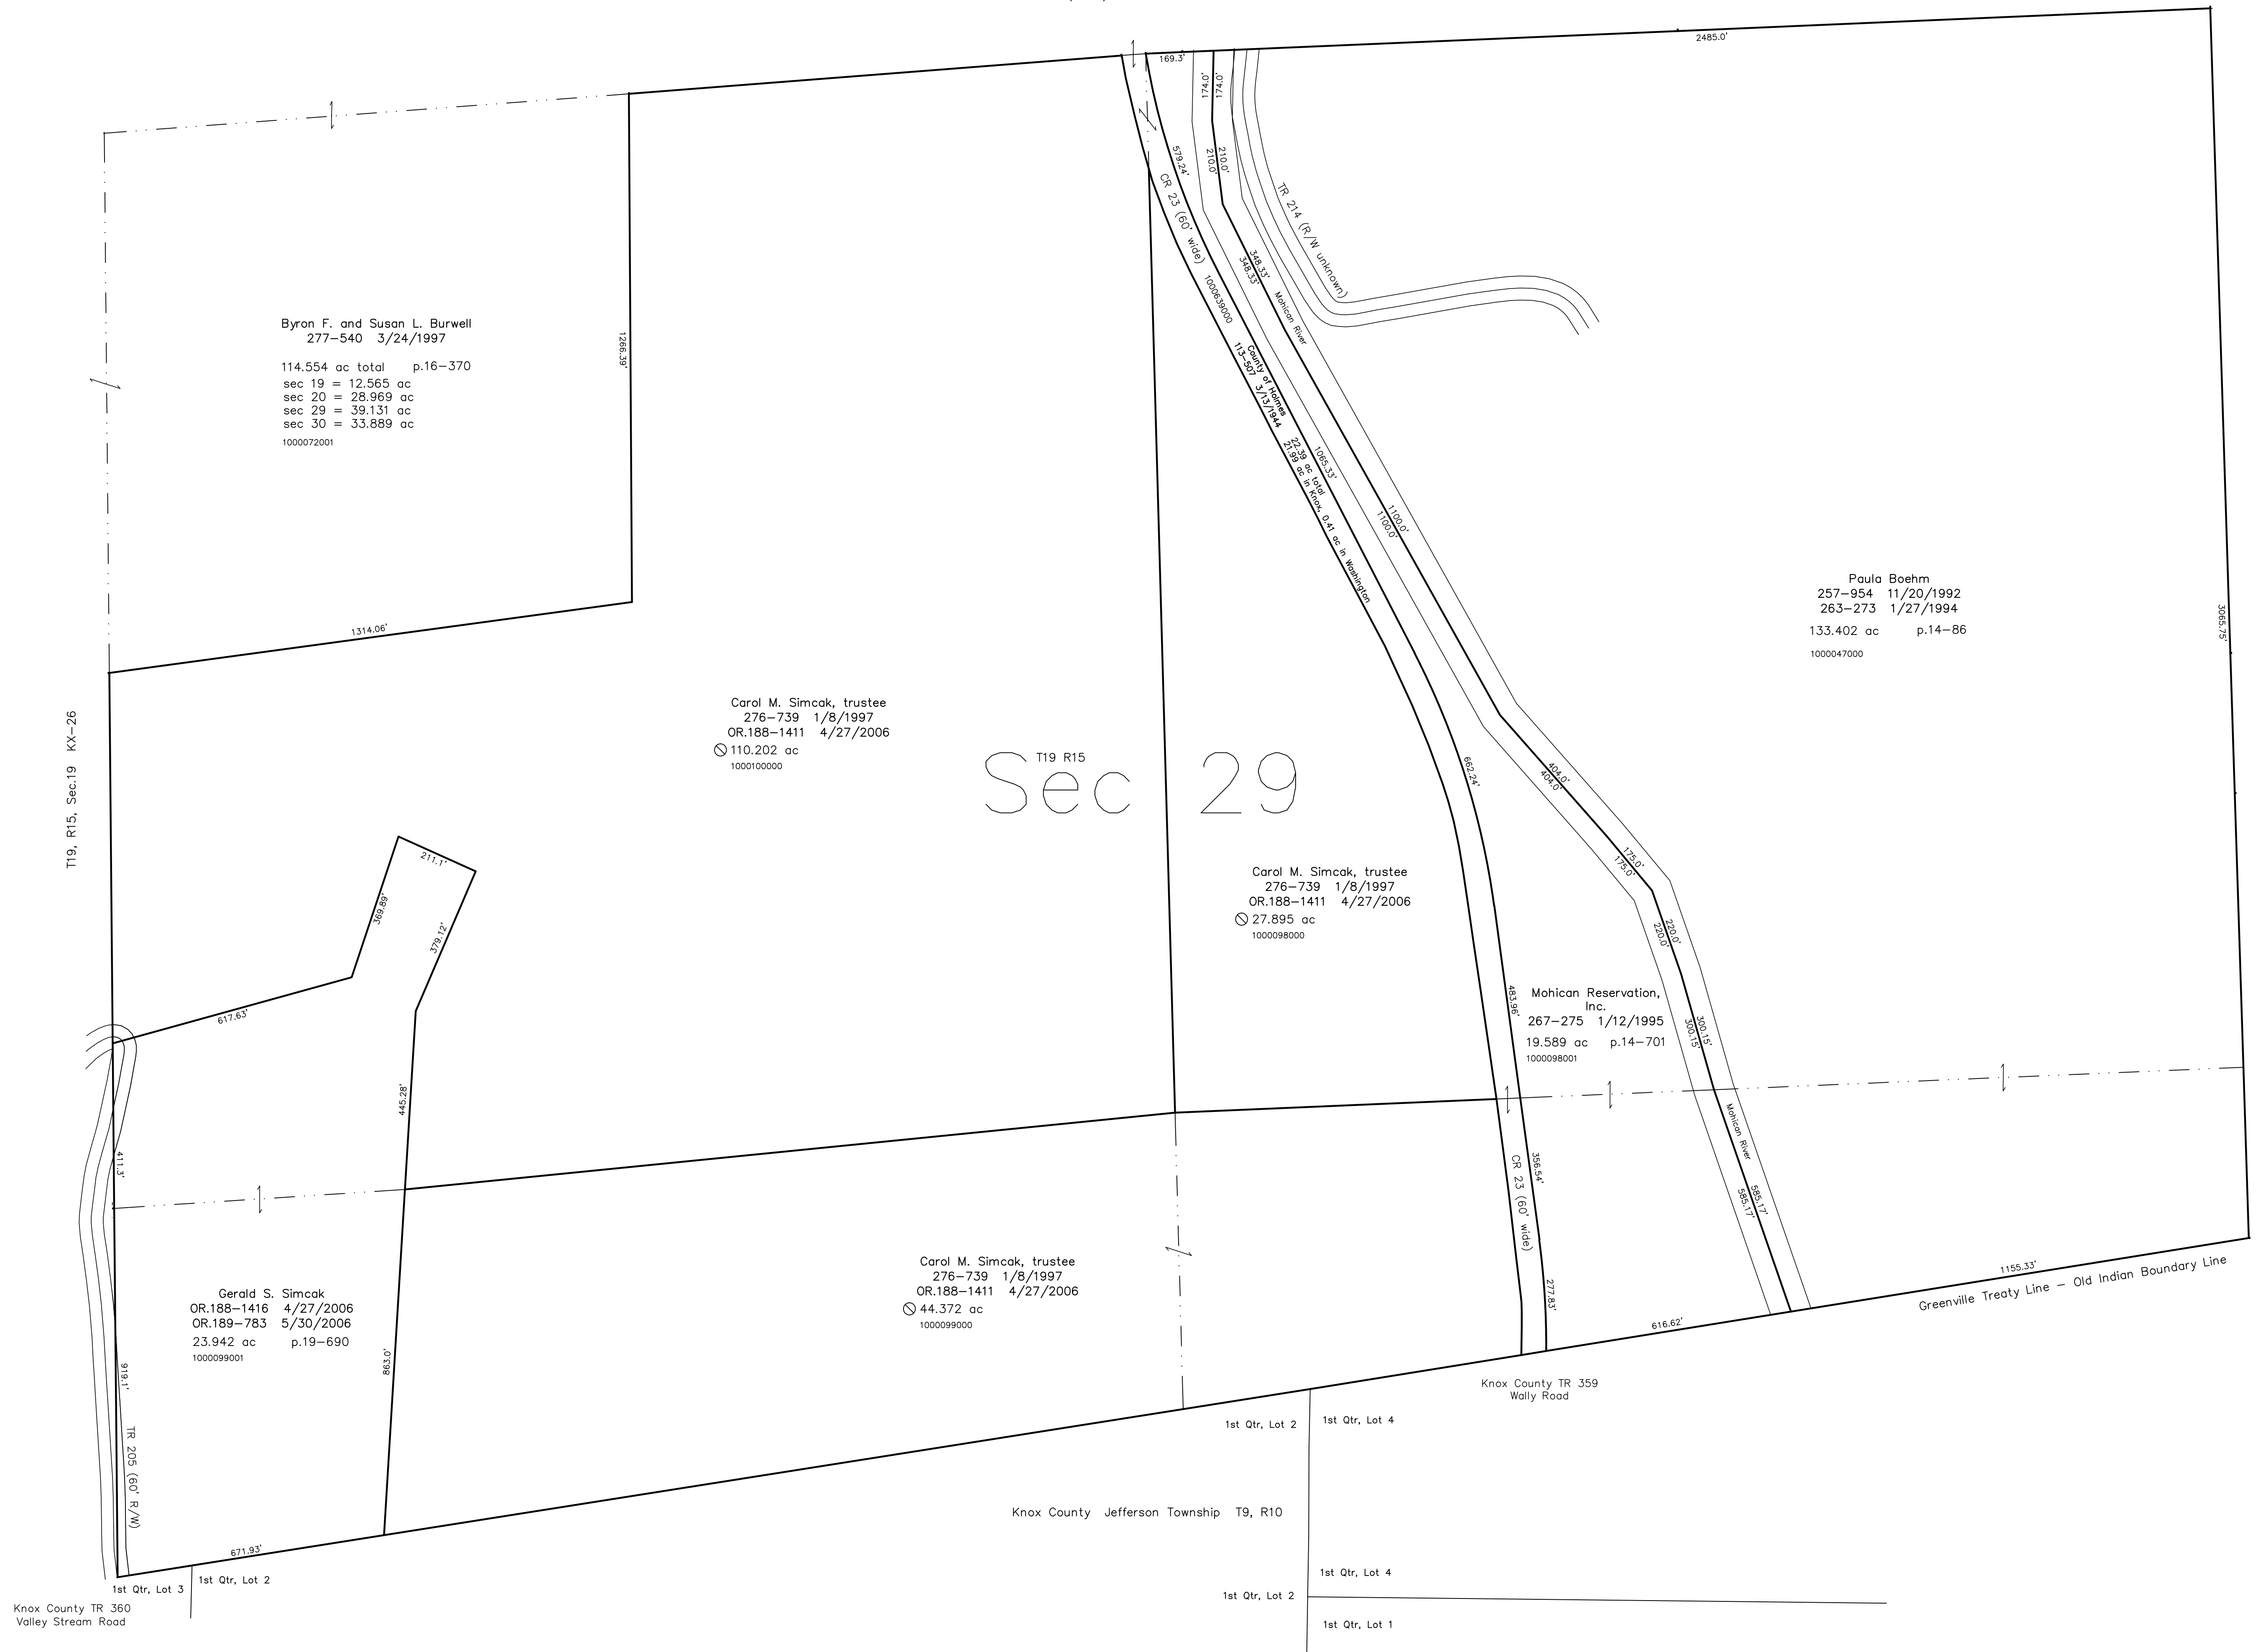 2485.0'
169.3'
174.0'
174.0'
210.0'
210.0'
579.24'
CR 23 (60' wide)
TR 214 (R/W unknown)
348.33'
348.33'
Mohican River
1000639000
County of Holmes
113-507 3/13/1944
22.39 ac total
21.99 ac in Knox, 0.41 ac in Washington
1065.33'
1100.0'
1100.0'
Byron F. and Susan L. Burwell
277-540 3/24/1997
114.554 ac total p.16-370
sec 19 = 12.565 ac
sec 20 = 28.969 ac
sec 29 = 39.131 ac
sec 30 = 33.889 ac
1000072001
1266.39'
1314.06'
Paula Boehm
257-954 11/20/1992
263-273 1/27/1994
133.402 ac p.14-86
1000047000
3065.75'
T19, R15, Sec.19 KX-26
Carol M. Simcak, trustee
276-739 1/8/1997
OR.188-1411 4/27/2006
110.202 ac
1000100000
T19 R15
Sec 29
662.24'
404.0'
404.0'
175.0'
175.0'
220.0'
220.0'
300.15'
300.15'
211.1'
369.89'
379.12'
617.63'
445.28'
411.3'
Carol M. Simcak, trustee
276-739 1/8/1997
OR.188-1411 4/27/2006
27.895 ac
1000098000
483.96'
Mohican Reservation,
Inc.
267-275 1/12/1995
19.589 ac p.14-701
1000098001
Mohican River
356.54'
CR 23 (60' wide)
585.17'
585.17'
277.83'
Carol M. Simcak, trustee
276-739 1/8/1997
OR.188-1411 4/27/2006
44.372 ac
1000099000
Gerald S. Simcak
OR.188-1416 4/27/2006
OR.189-783 5/30/2006
23.942 ac p.19-690
1000099001
863.0'
919.1'
TR 205 (60' R/W)
671.93'
616.62'
1155.33'
Greenville Treaty Line - Old Indian Boundary Line
Knox County TR 359
Wally Road
1st Qtr, Lot 2
1st Qtr, Lot 4
Knox County Jefferson Township T9, R10
1st Qtr, Lot 3
1st Qtr, Lot 2
1st Qtr, Lot 4
1st Qtr, Lot 2
1st Qtr, Lot 1
Knox County TR 360
Valley Stream Road